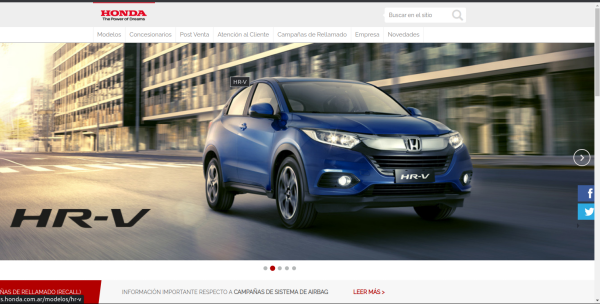 HONDA
The Power of Dreams
Buscar en el sitio
Modelos Concesionarios Post Venta Atención al Cliente Campañas de Rellamado Empresa Novedades
HR-V
HR-V
HR-V
ÑAS DE RELLAMADO (RECALL)
INFORMACIÓN IMPORTANTE RESPECTO A CAMPAÑAS DE SISTEMA DE AIRBAG LEER MÁS >
s.honda.com.ar/modelos/hr-v